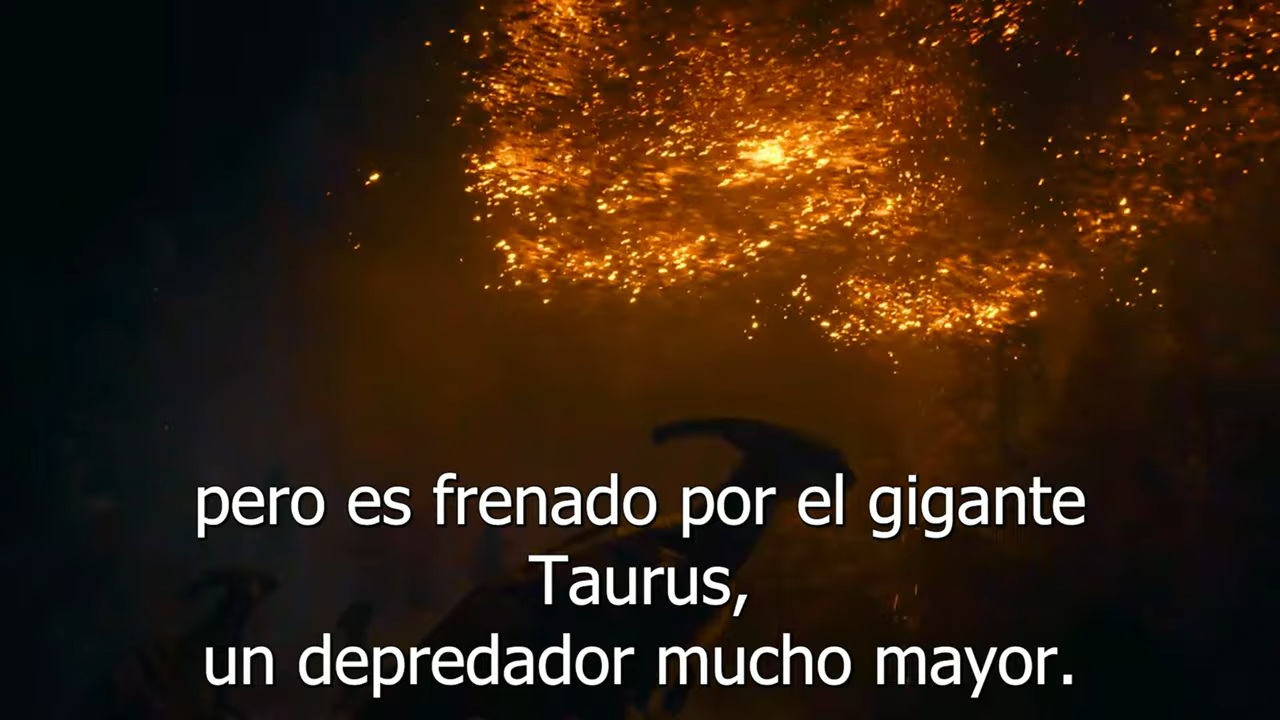 pero es frenado por el gigante
Taurus,
un depredador mucho mayor.